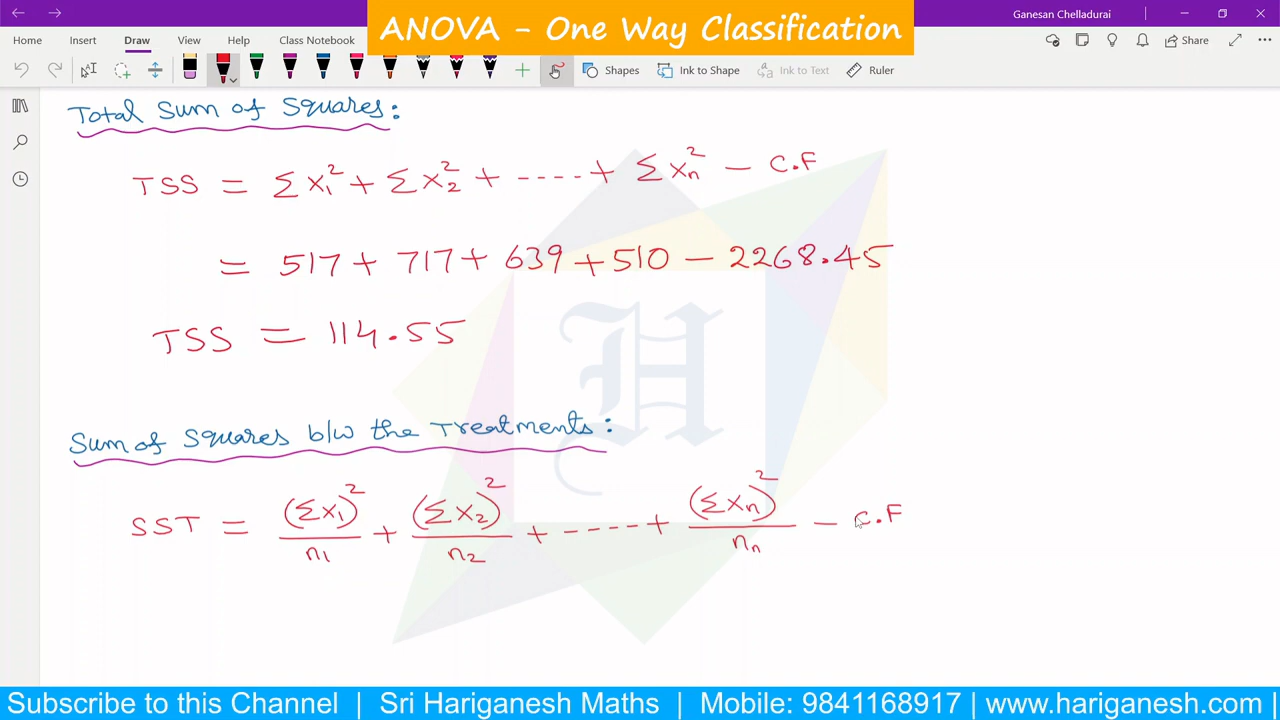 ANOVA - One Way Classification
Ganesan Chelladurai
Home Insert Draw View Help Class Notebook Share
Shapes Ink to Shape Ink to Text Ruler
Total Sum of Squares:
TSS = Σx₁² + Σx₂² + ----+ Σxₙ² – C.F
= 517 + 717 + 639 + 510 – 2268.45
TSS = 114.55
H
Sum of Squares b/w the Treatments:
SST = (Σx₁)²/n₁ + (Σx₂)²/n₂ + ----+ (Σxₙ)²/nₙ – C.F
Subscribe to this Channel | Sri Hariganesh Maths | Mobile: 9841168917 | www.hariganesh.com |